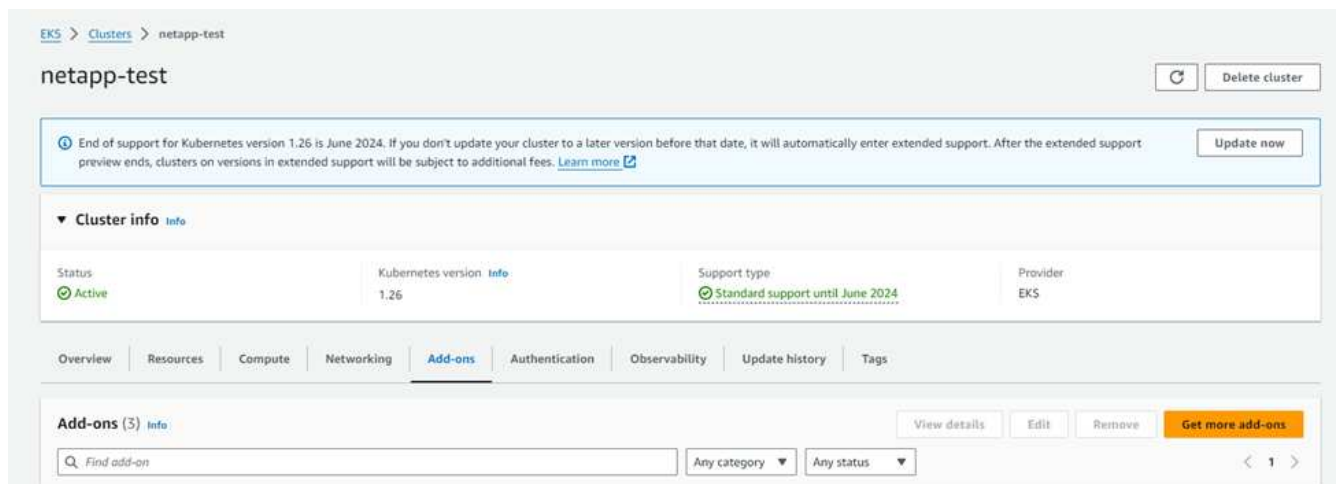 EKS > Clusters > netapp-test
netapp-test
Delete cluster
End of support for Kubernetes version 1.26 is June 2024. If you don't update your cluster to a later version before that date, it will automatically enter extended support. After the extended support
preview ends, clusters on versions in extended support will be subject to additional fees. Learn more
Update now
Cluster info Info
Status
Active
Kubernetes version Info
1.26
Support type
Standard support until June 2024
Provider
EKS
Overview Resources Compute Networking Add-ons Authentication Observability Update history Tags
Add-ons (3) Info
View details Edit Remove Get more add-ons
Find add-on
Any category Any status
< 1 >